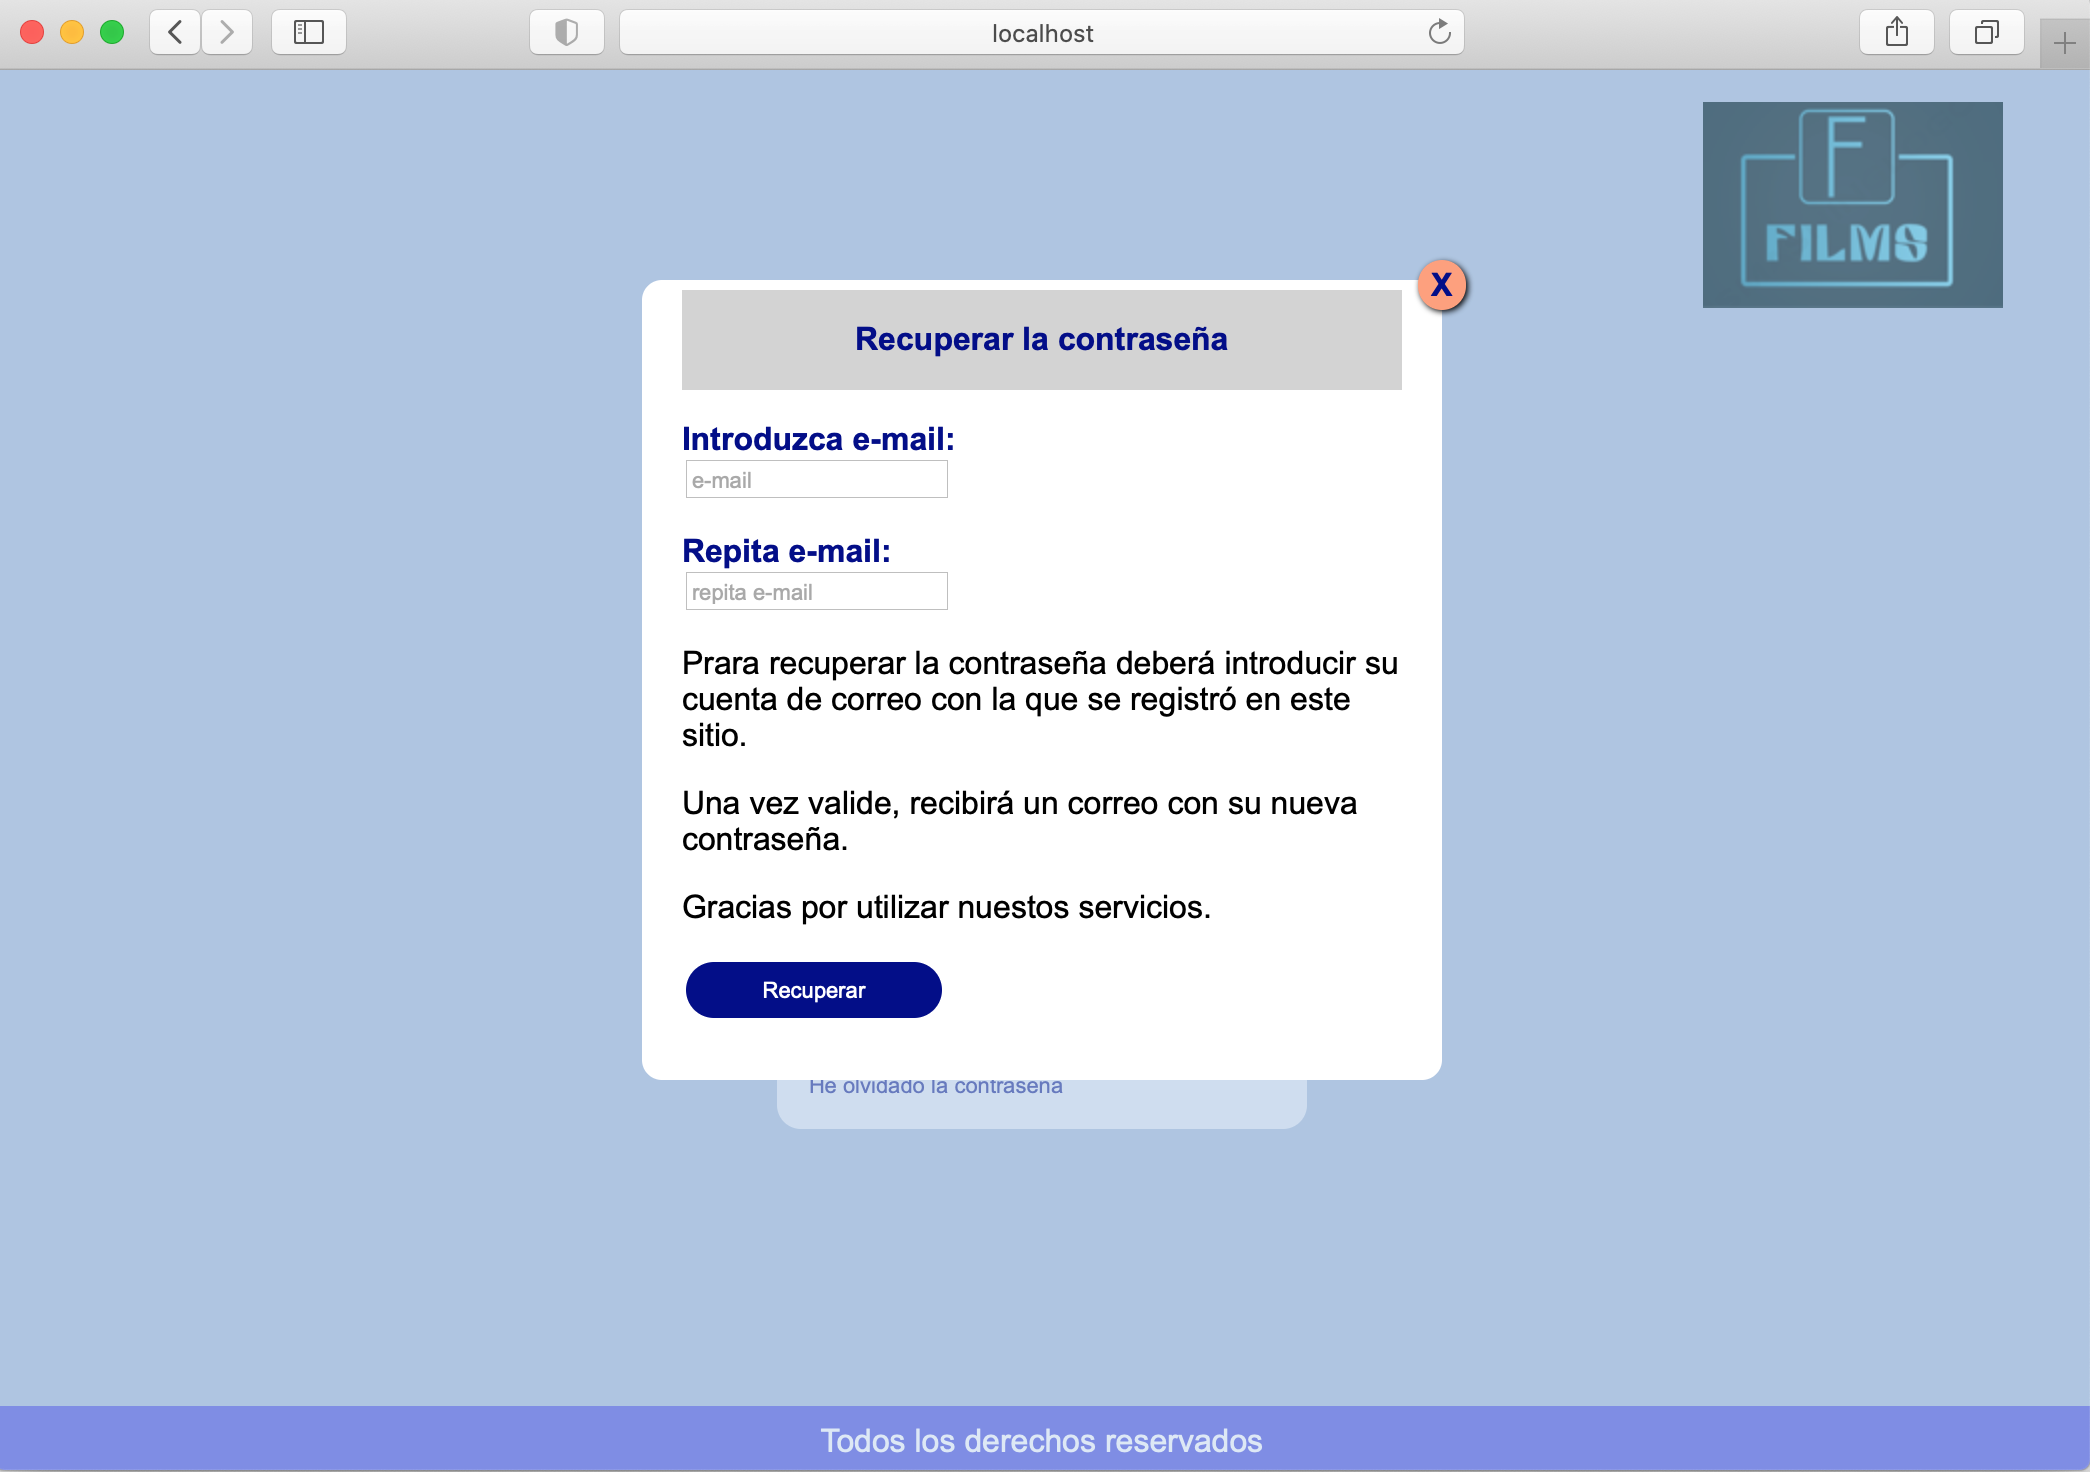 localhost
F
FILMS
X
Recuperar la contraseña
Introduzca e-mail:
e-mail
Repita e-mail:
repita e-mail
Prara recuperar la contraseña deberá introducir su
cuenta de correo con la que se registró en este
sitio.
Una vez valide, recibirá un correo con su nueva
contraseña.
Gracias por utilizar nuestos servicios.
Recuperar
He olvidado la contraseña
Todos los derechos reservados